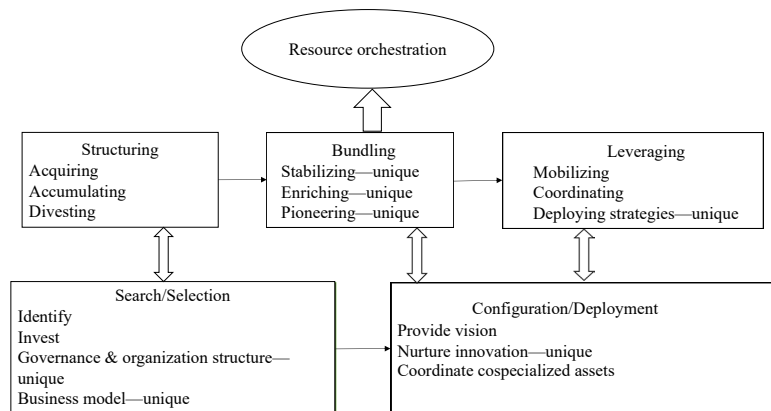 Resource orchestration
Structuring
Acquiring
Accumulating
Divesting
Bundling
Stabilizing—unique
Enriching—unique
Pioneering—unique
Leveraging
Mobilizing
Coordinating
Deploying strategies—unique
Search/Selection
Identify
Invest
Governance & organization structure—
unique
Business model—unique
Configuration/Deployment
Provide vision
Nurture innovation—unique
Coordinate cospecialized assets